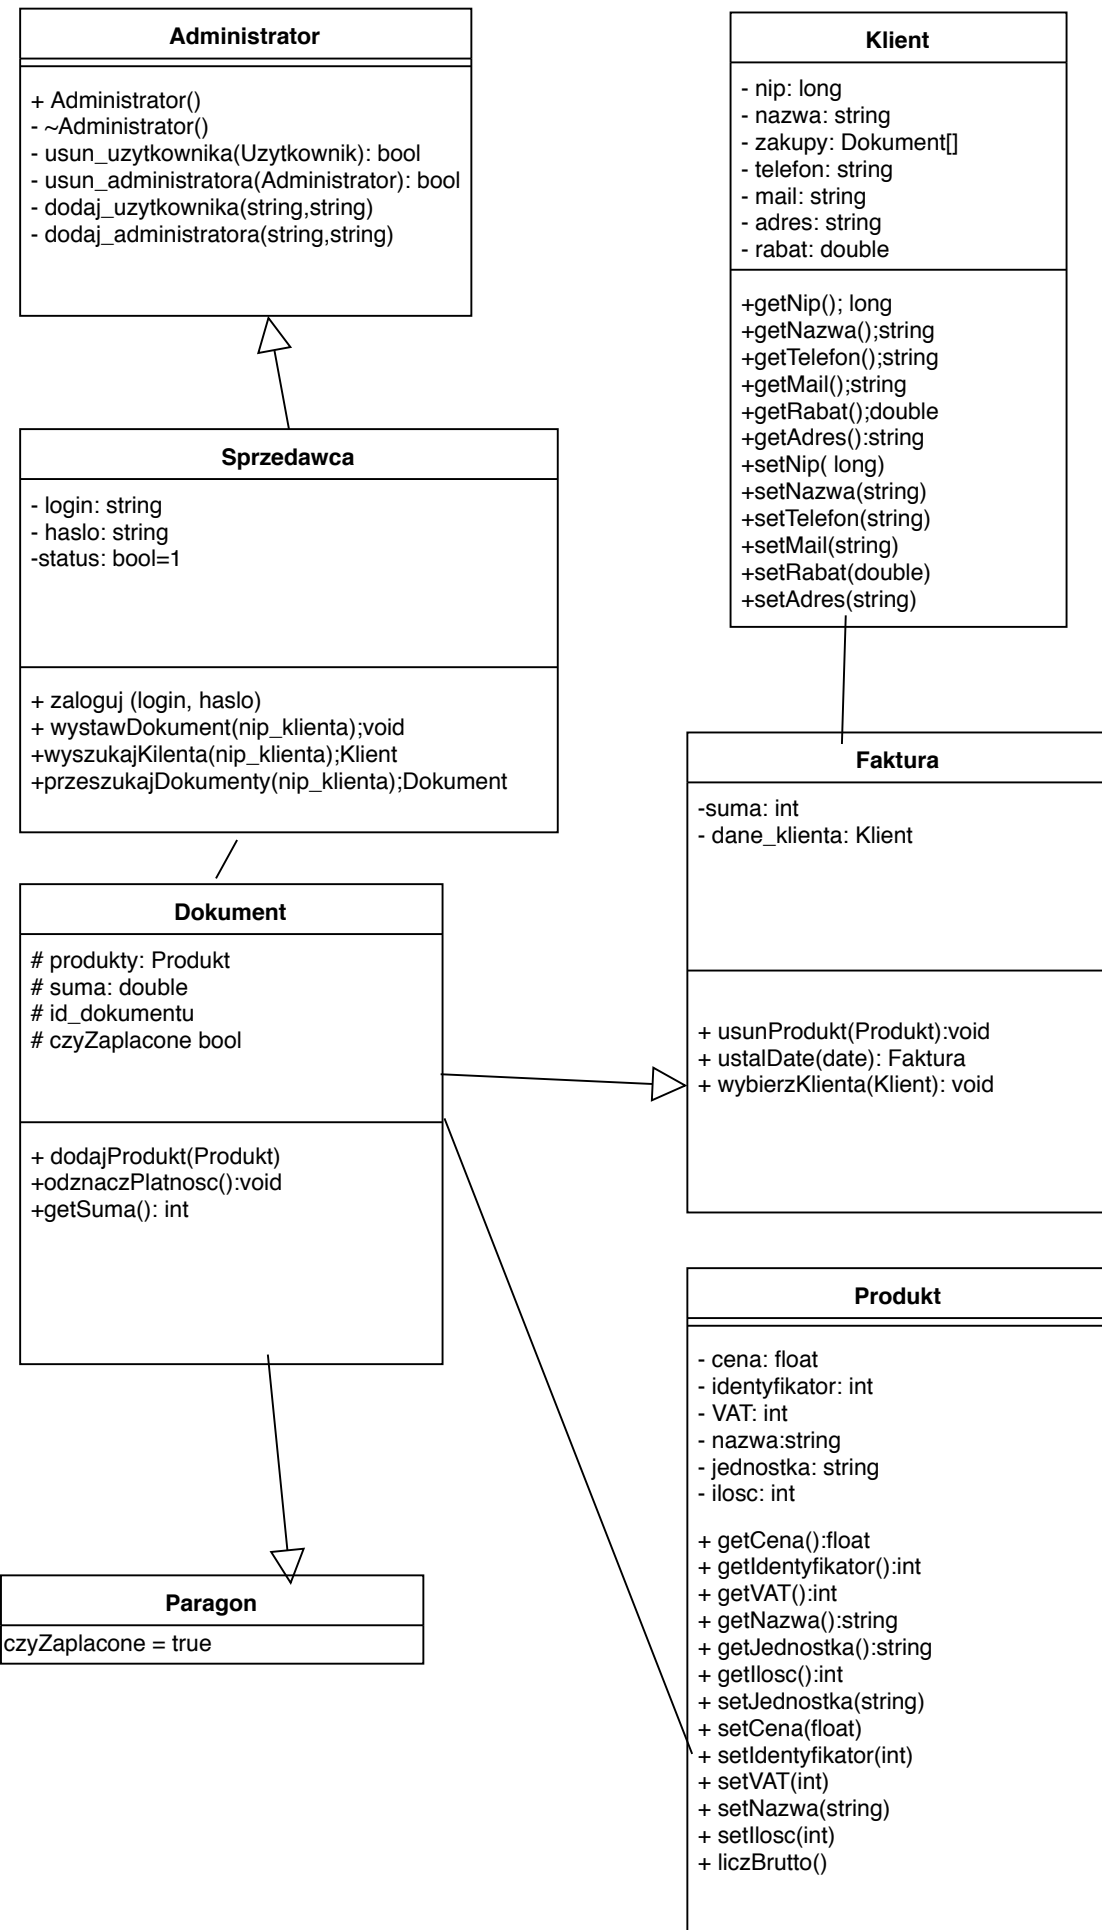 Administrator
+ Administrator()
- ~Administrator()
- usun_uzytkownika(Uzytkownik): bool
- usun_administratora(Administrator): bool
- dodaj_uzytkownika(string,string)
- dodaj_administratora(string,string)
Klient
- nip: long
- nazwa: string
- zakupy: Dokument[]
- telefon: string
- mail: string
- adres: string
- rabat: double
+getNip(); long
+getNazwa();string
+getTelefon();string
+getMail();string
+getRabat();double
+getAdres():string
+setNip( long)
+setNazwa(string)
+setTelefon(string)
+setMail(string)
+setRabat(double)
+setAdres(string)
Sprzedawca
- login: string
- haslo: string
-status: bool=1
+ zaloguj (login, haslo)
+ wystawDokument(nip_klienta);void
+wyszukajKilenta(nip_klienta);Klient
+przeszukajDokumenty(nip_klienta);Dokument
Faktura
-suma: int
- dane_klienta: Klient
+ usunProdukt(Produkt):void
+ ustalDate(date): Faktura
+ wybierzKlienta(Klient): void
Dokument
# produkty: Produkt
# suma: double
# id_dokumentu
# czyZaplacone bool
+ dodajProdukt(Produkt)
+odznaczPlatnosc():void
+getSuma(): int
Produkt
- cena: float
- identyfikator: int
- VAT: int
- nazwa:string
- jednostka: string
- ilosc: int
+ getCena():float
+ getIdentyfikator():int
+ getVAT():int
+ getNazwa():string
+ getJednostka():string
+ getIlosc():int
+ setJednostka(string)
+ setCena(float)
+ setIdentyfikator(int)
+ setVAT(int)
+ setNazwa(string)
+ setIlosc(int)
+ liczBrutto()
Paragon
czyZaplacone = true